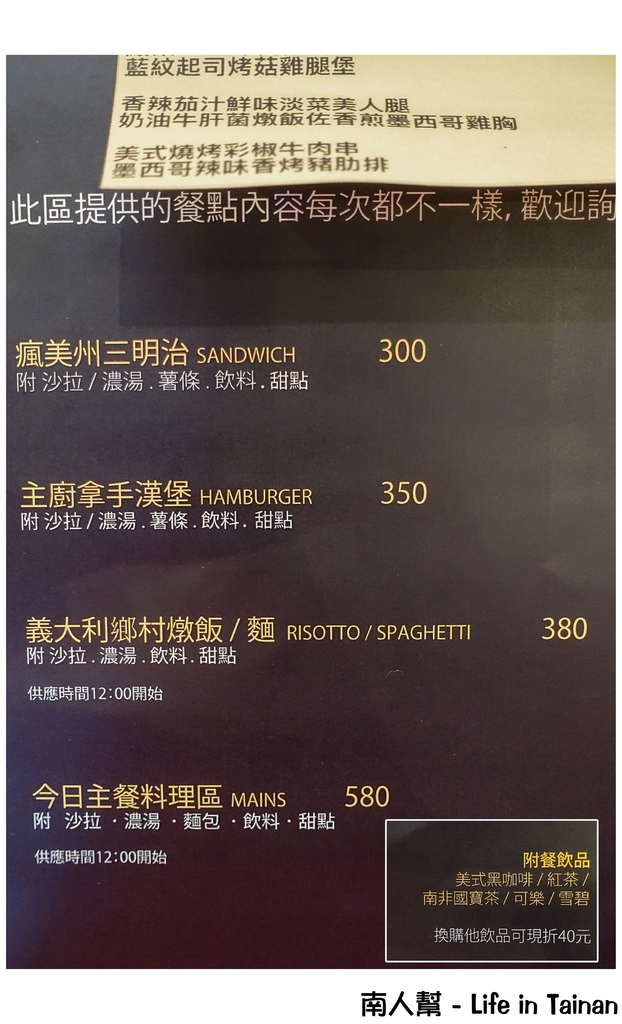 藍紋起司烤菇雞腿堡
香辣茄汁鮮味淡菜美人腿
奶油牛肝菌燉飯佐香煎墨西哥雞胸
美式燒烤彩椒牛肉串
墨西哥辣味香烤豬肋排
此區提供的餐點內容每次都不一樣, 歡迎詢
瘋美州三明治 SANDWICH 300
附 沙拉 / 濃湯 . 薯條 . 飲料 . 甜點
主廚拿手漢堡 HAMBURGER 350
附 沙拉 / 濃湯 . 薯條 . 飲料 . 甜點
義大利鄉村燉飯 / 麵 RISOTTO / SPAGHETTI 380
附 沙拉 . 濃湯 . 飲料 . 甜點
供應時間12:00開始
今日主餐料理區 MAINS 580
附 沙拉 · 濃湯 · 麵包 · 飲料 · 甜點
供應時間12:00開始
附餐飲品
美式黑咖啡 / 紅茶 /
南非國寶茶 / 可樂 / 雪碧
換購他飲品可現折40元
南人幫 - Life in Tainan